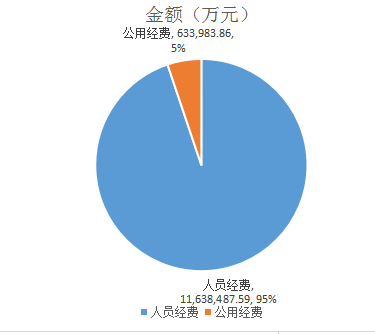 金额（万元）
公用经费, 633,983.86,
5%
人员经费,
11,638,487.59, 95%
人员经费 公用经费